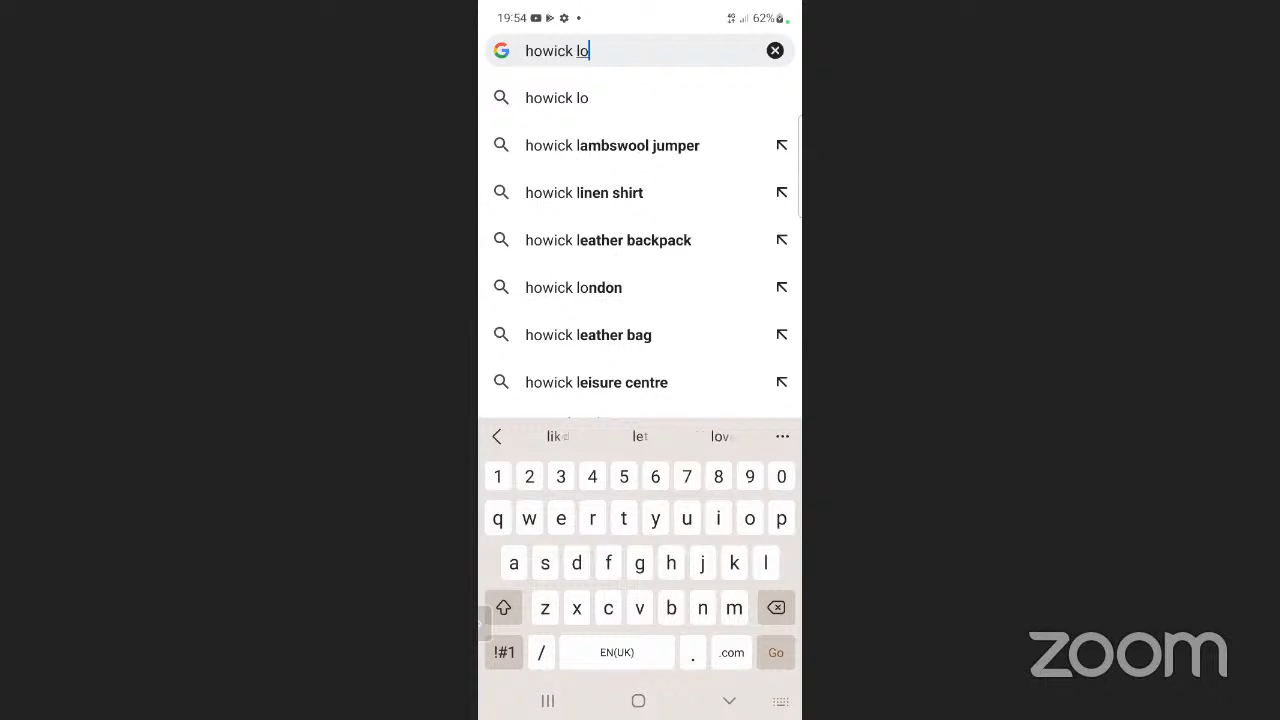 19:54 62%
howick lo
howick lo
howick lambswool jumper
howick linen shirt
howick leather backpack
howick london
howick leather bag
howick leisure centre
let lov
1 2 3 4 5 6 7 8 9 0
q w e r t y u i o p
a s d f g h j k l
z x c v b n m
!#1 / EN(UK) . .com Go
zoom